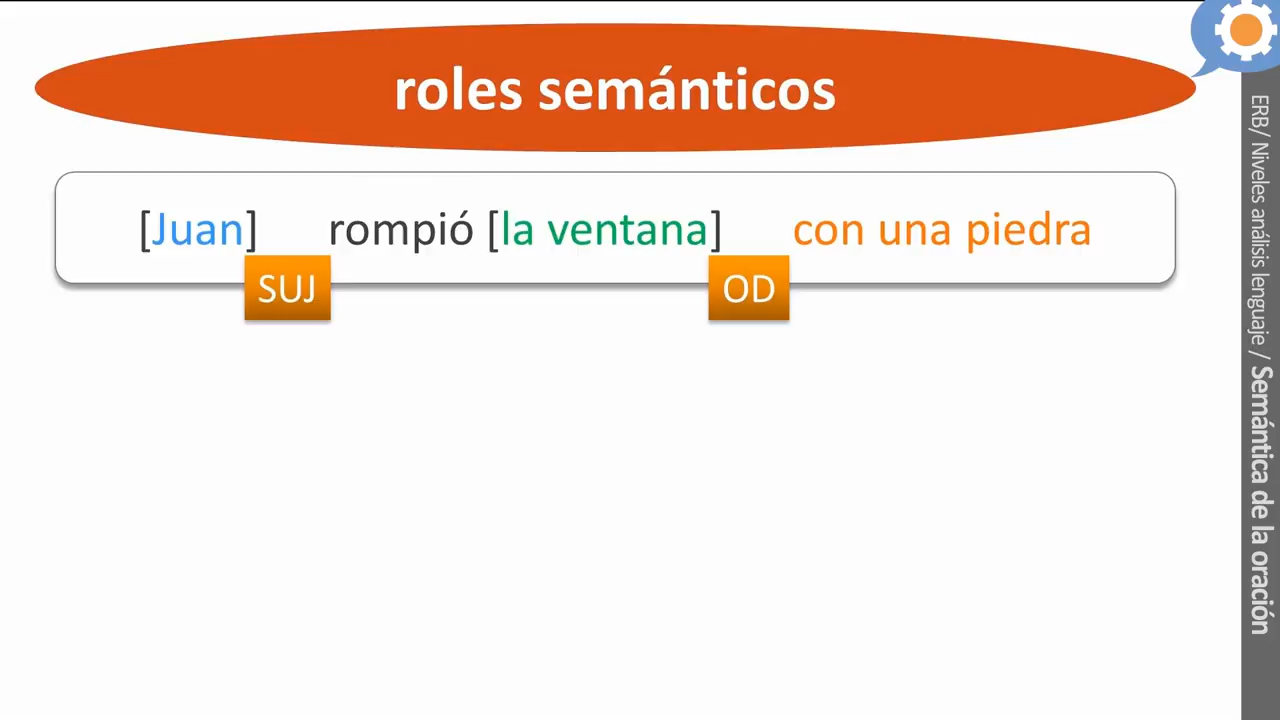 roles semánticos
[Juan] rompió [la ventana] con una piedra
SUJ OD
ERB/ Niveles análisis lenguaje / Semántica de la oración